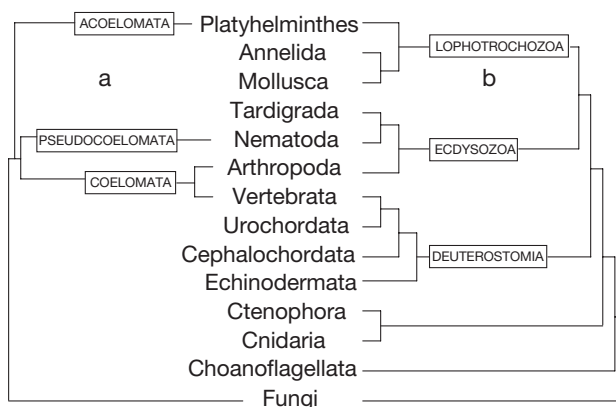 ACOELOMATA
Platyhelminthes
Annelida
LOPHOTROCHOZOA
a
Mollusca
b
Tardigrada
PSEUDOCOELOMATA
Nematoda
ECDYSOZOA
Arthropoda
COELOMATA
Vertebrata
Urochordata
Cephalochordata
DEUTEROSTOMIA
Echinodermata
Ctenophora
Cnidaria
Choanoflagellata
Fungi